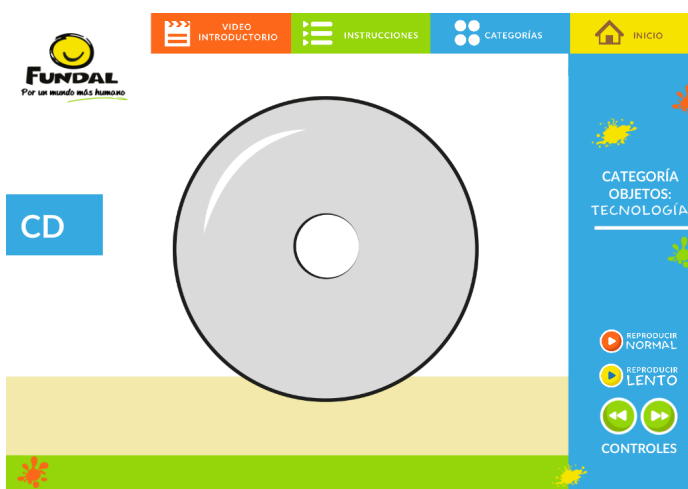 VIDEO
INTRODUCTORIO
INSTRUCCIONES
CATEGORÍAS
INICIO
FUNDAL
Por un mundo más humano
CD
CATEGORÍA
OBJETOS:
TECNOLOGÍA
REPRODUCIR
NORMAL
REPRODUCIR
LENTO
CONTROLES